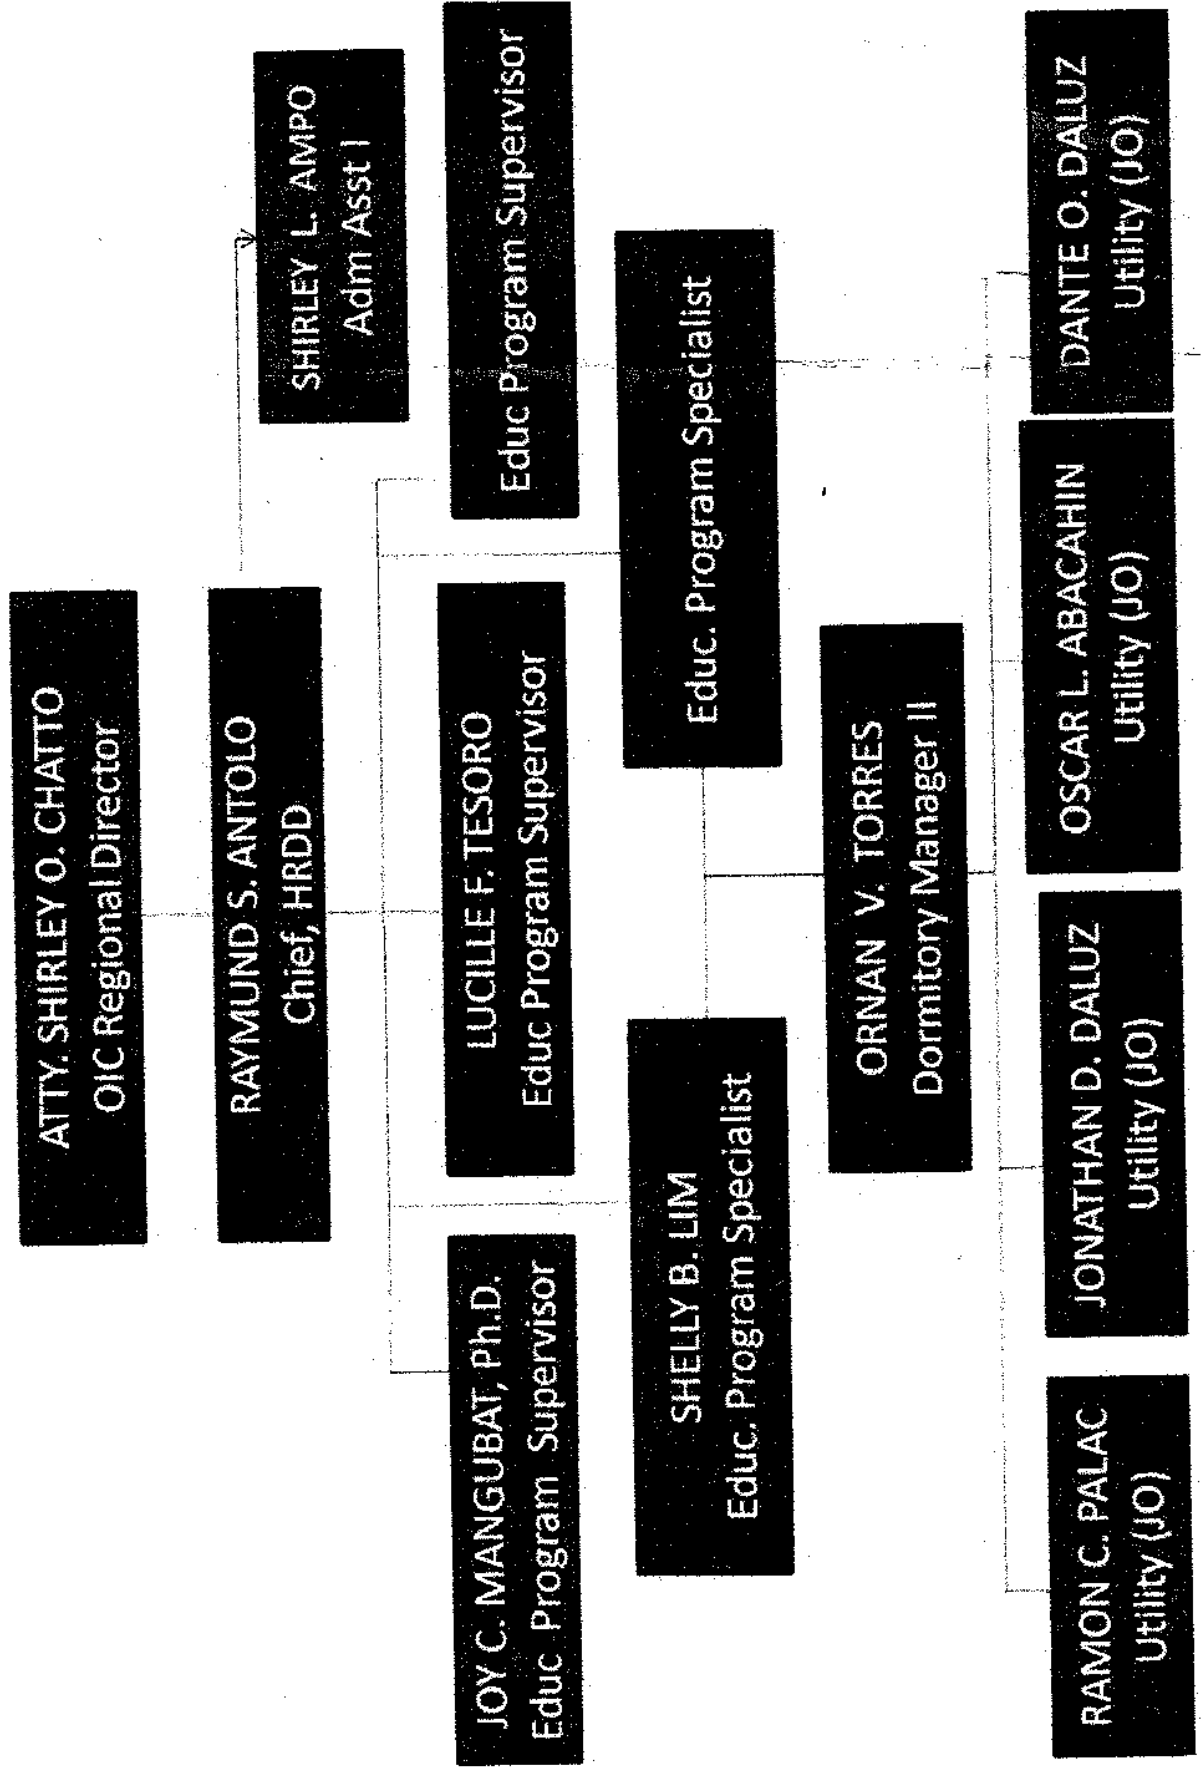 ATTY. SHIRLEY O. CHATTO
OIC Regional Director
RAYMUND S. ANTOLO
Chief, HRDD
SHIRLEY L. AMPO
Adm Asst I
JOY C. MANGUBAT, Ph.D.
Educ Program Supervisor
LUCILLE F. TESORO
Educ Program Supervisor
Educ Program Supervisor
SHELLY B. LIM
Educ. Program Specialist
Educ. Program Specialist
ORNAN V. TORRES
Dormitory Manager II
RAMON C. PALAC
Utility (JO)
JONATHAN D. DALUZ
Utility (JO)
OSCAR L. ABACAHIN
Utility (JO)
DANTE O. DALUZ
Utility (JO)